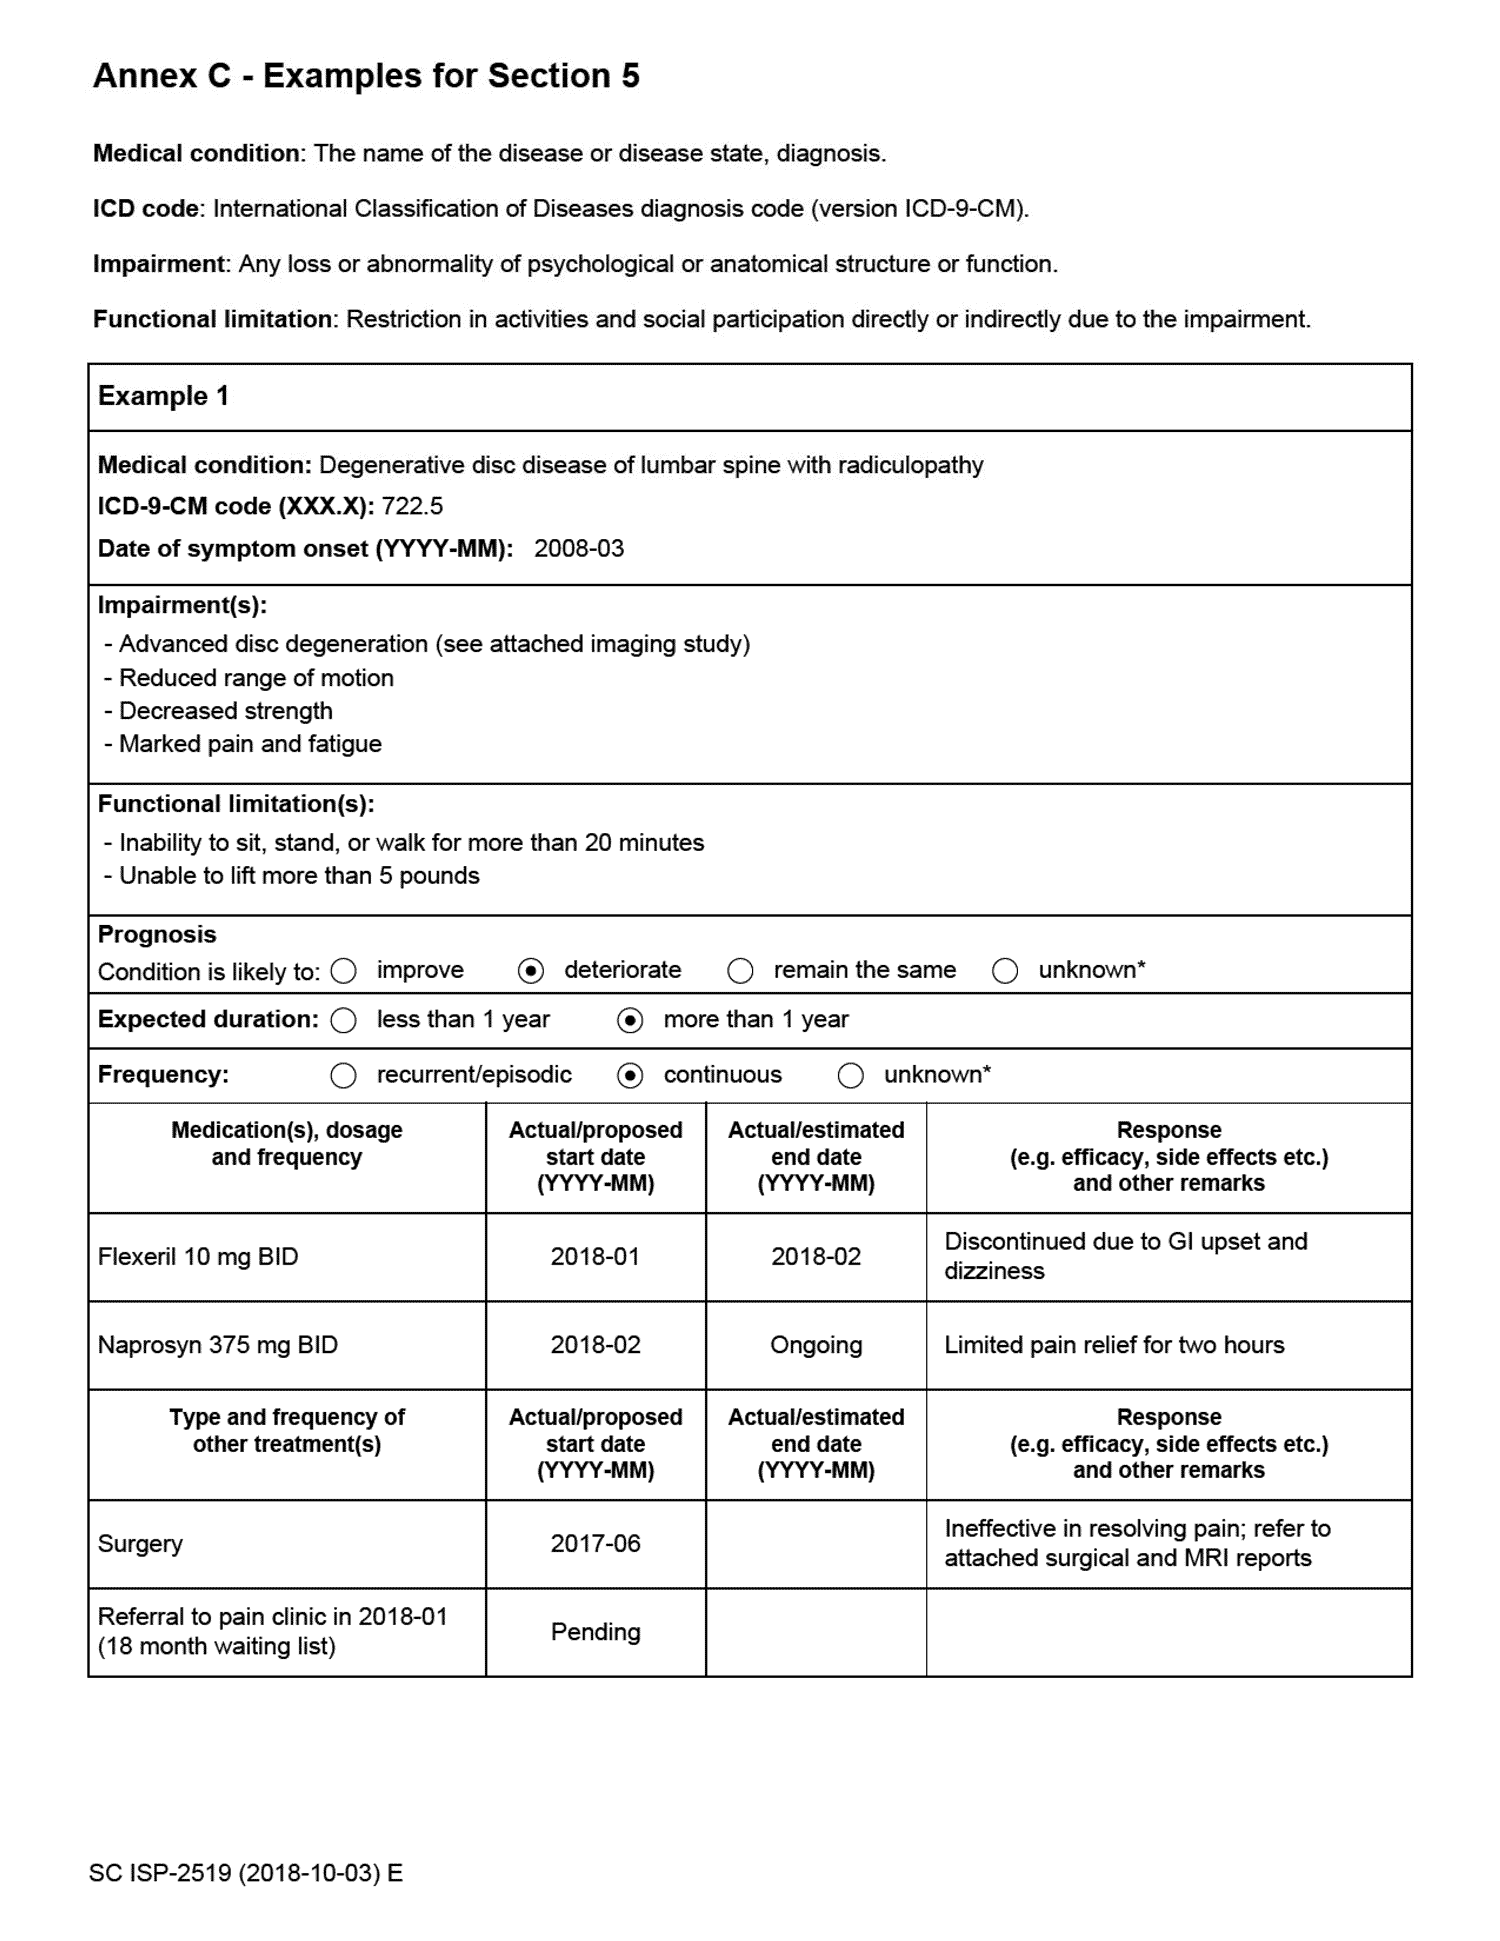 Annex C - Examples for Section 5
Medical condition: The name of the disease or disease state, diagnosis.
ICD code: International Classification of Diseases diagnosis code (version ICD-9-CM).
Impairment: Any loss or abnormality of psychological or anatomical structure or function.
Functional limitation: Restriction in activities and social participation directly or indirectly due to the impairment.
Example 1
Medical condition: Degenerative disc disease of lumbar spine with radiculopathy
ICD-9-CM code (XXX.X): 722.5
Date of symptom onset (YYYY-MM): 2008-03
Impairment(s):
- Advanced disc degeneration (see attached imaging study)
- Reduced range of motion
- Decreased strength
- Marked pain and fatigue
Functional limitation(s):
- Inability to sit, stand, or walk for more than 20 minutes
- Unable to lift more than 5 pounds
Prognosis
Condition is likely to: improve deteriorate remain the same unknown*
Expected duration: less than 1 year more than 1 year
Frequency: recurrent/episodic continuous unknown*
Medication(s), dosage
and frequency
Actual/proposed
start date
(YYYY-MM)
Actual/estimated
end date
(YYYY-MM)
Response
(e.g. efficacy, side effects etc.)
and other remarks
Flexeril 10 mg BID
2018-01
2018-02
Discontinued due to GI upset and
dizziness
Naprosyn 375 mg BID
2018-02
Ongoing
Limited pain relief for two hours
Type and frequency of
other treatment(s)
Actual/proposed
start date
(YYYY-MM)
Actual/estimated
end date
(YYYY-MM)
Response
(e.g. efficacy, side effects etc.)
and other remarks
Surgery
2017-06
Ineffective in resolving pain; refer to
attached surgical and MRI reports
Referral to pain clinic in 2018-01
(18 month waiting list)
Pending
SC ISP-2519 (2018-10-03) E